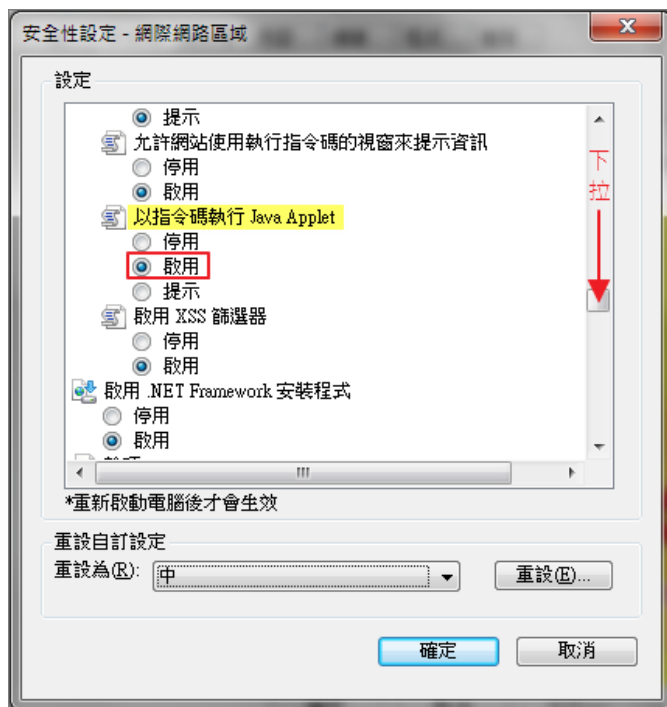 安全性設定 - 網際網路區域
設定
提示
允許網站使用執行指令碼的視窗來提示資訊
停用
啟用
以指令碼執行 Java Applet
停用
啟用
提示
啟用 XSS 篩選器
停用
啟用
啟用 .NET Framework 安裝程式
停用
啟用
下拉
*重新啟動電腦後才會生效
重設自訂設定
重設為(R):
中
重設(E)...
確定
取消